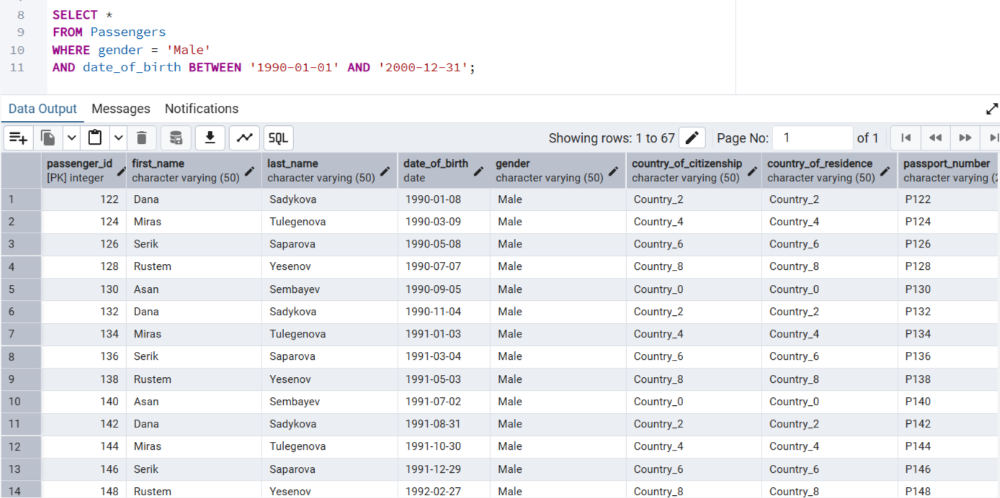 8 SELECT *
9 FROM Passengers
10 WHERE gender = 'Male'
11 AND date_of_birth BETWEEN '1990-01-01' AND '2000-12-31';
Data Output Messages Notifications
SQL Showing rows: 1 to 67 Page No: 1 of 1
passenger_id first_name last_name date_of_birth gender country_of_citizenship country_of_residence passport_number
[PK] integer character varying (50) character varying (50) date character varying (50) character varying (50) character varying (50) character varying (2
1 122 Dana Sadykova 1990-01-08 Male Country_2 Country_2 P122
2 124 Miras Tulegenova 1990-03-09 Male Country_4 Country_4 P124
3 126 Serik Saparova 1990-05-08 Male Country_6 Country_6 P126
4 128 Rustem Yesenov 1990-07-07 Male Country_8 Country_8 P128
5 130 Asan Sembayev 1990-09-05 Male Country_0 Country_0 P130
6 132 Dana Sadykova 1990-11-04 Male Country_2 Country_2 P132
7 134 Miras Tulegenova 1991-01-03 Male Country_4 Country_4 P134
8 136 Serik Saparova 1991-03-04 Male Country_6 Country_6 P136
9 138 Rustem Yesenov 1991-05-03 Male Country_8 Country_8 P138
10 140 Asan Sembayev 1991-07-02 Male Country_0 Country_0 P140
11 142 Dana Sadykova 1991-08-31 Male Country_2 Country_2 P142
12 144 Miras Tulegenova 1991-10-30 Male Country_4 Country_4 P144
13 146 Serik Saparova 1991-12-29 Male Country_6 Country_6 P146
14 148 Rustem Yesenov 1992-02-27 Male Country_8 Country_8 P148